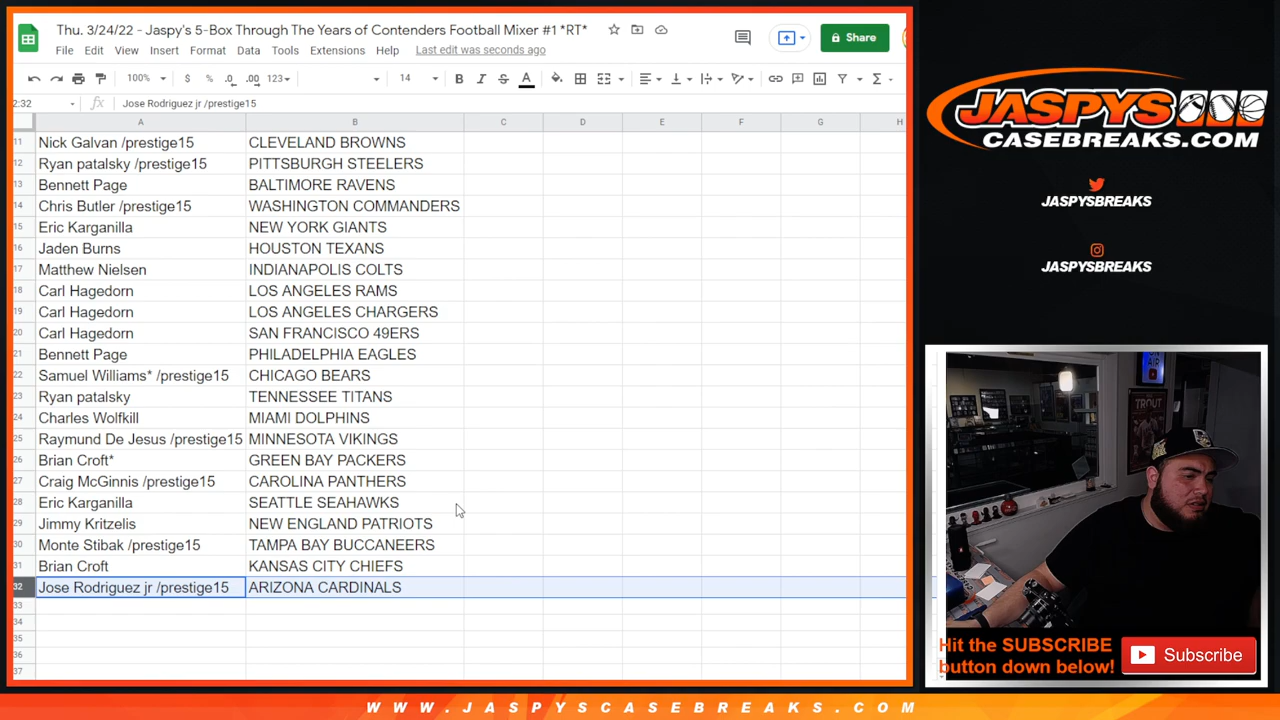 Thu. 3/24/22 - Jaspy's 5-Box Through The Years of Contenders Football Mixer #1 *RT*
File Edit View Insert Format Data Tools Extensions Help Last edit was seconds ago
Share
100% $ % .0 .00 123 14 B I S A
2:32 fx Jose Rodriguez jr /prestige15
A B C D E F G H
11 Nick Galvan /prestige15 CLEVELAND BROWNS
12 Ryan patalsky /prestige15 PITTSBURGH STEELERS
13 Bennett Page BALTIMORE RAVENS
14 Chris Butler /prestige15 WASHINGTON COMMANDERS
15 Eric Karganilla NEW YORK GIANTS
16 Jaden Burns HOUSTON TEXANS
17 Matthew Nielsen INDIANAPOLIS COLTS
18 Carl Hagedorn LOS ANGELES RAMS
19 Carl Hagedorn LOS ANGELES CHARGERS
20 Carl Hagedorn SAN FRANCISCO 49ERS
21 Bennett Page PHILADELPHIA EAGLES
22 Samuel Williams* /prestige15 CHICAGO BEARS
23 Ryan patalsky TENNESSEE TITANS
24 Charles Wolfkill MIAMI DOLPHINS
25 Raymund De Jesus /prestige15 MINNESOTA VIKINGS
26 Brian Croft* GREEN BAY PACKERS
27 Craig McGinnis /prestige15 CAROLINA PANTHERS
28 Eric Karganilla SEATTLE SEAHAWKS
29 Jimmy Kritzelis NEW ENGLAND PATRIOTS
30 Monte Stibak /prestige15 TAMPA BAY BUCCANEERS
31 Brian Croft KANSAS CITY CHIEFS
32 Jose Rodriguez jr /prestige15 ARIZONA CARDINALS
33
34
35
36
37
JASPYS
CASEBREAKS.COM
JASPYSBREAKS
JASPYSBREAKS
ON AIR
TROUT
Hit the SUBSCRIBE
button down below!
Subscribe
WWW.JASPYSCASEBREAKS.COM